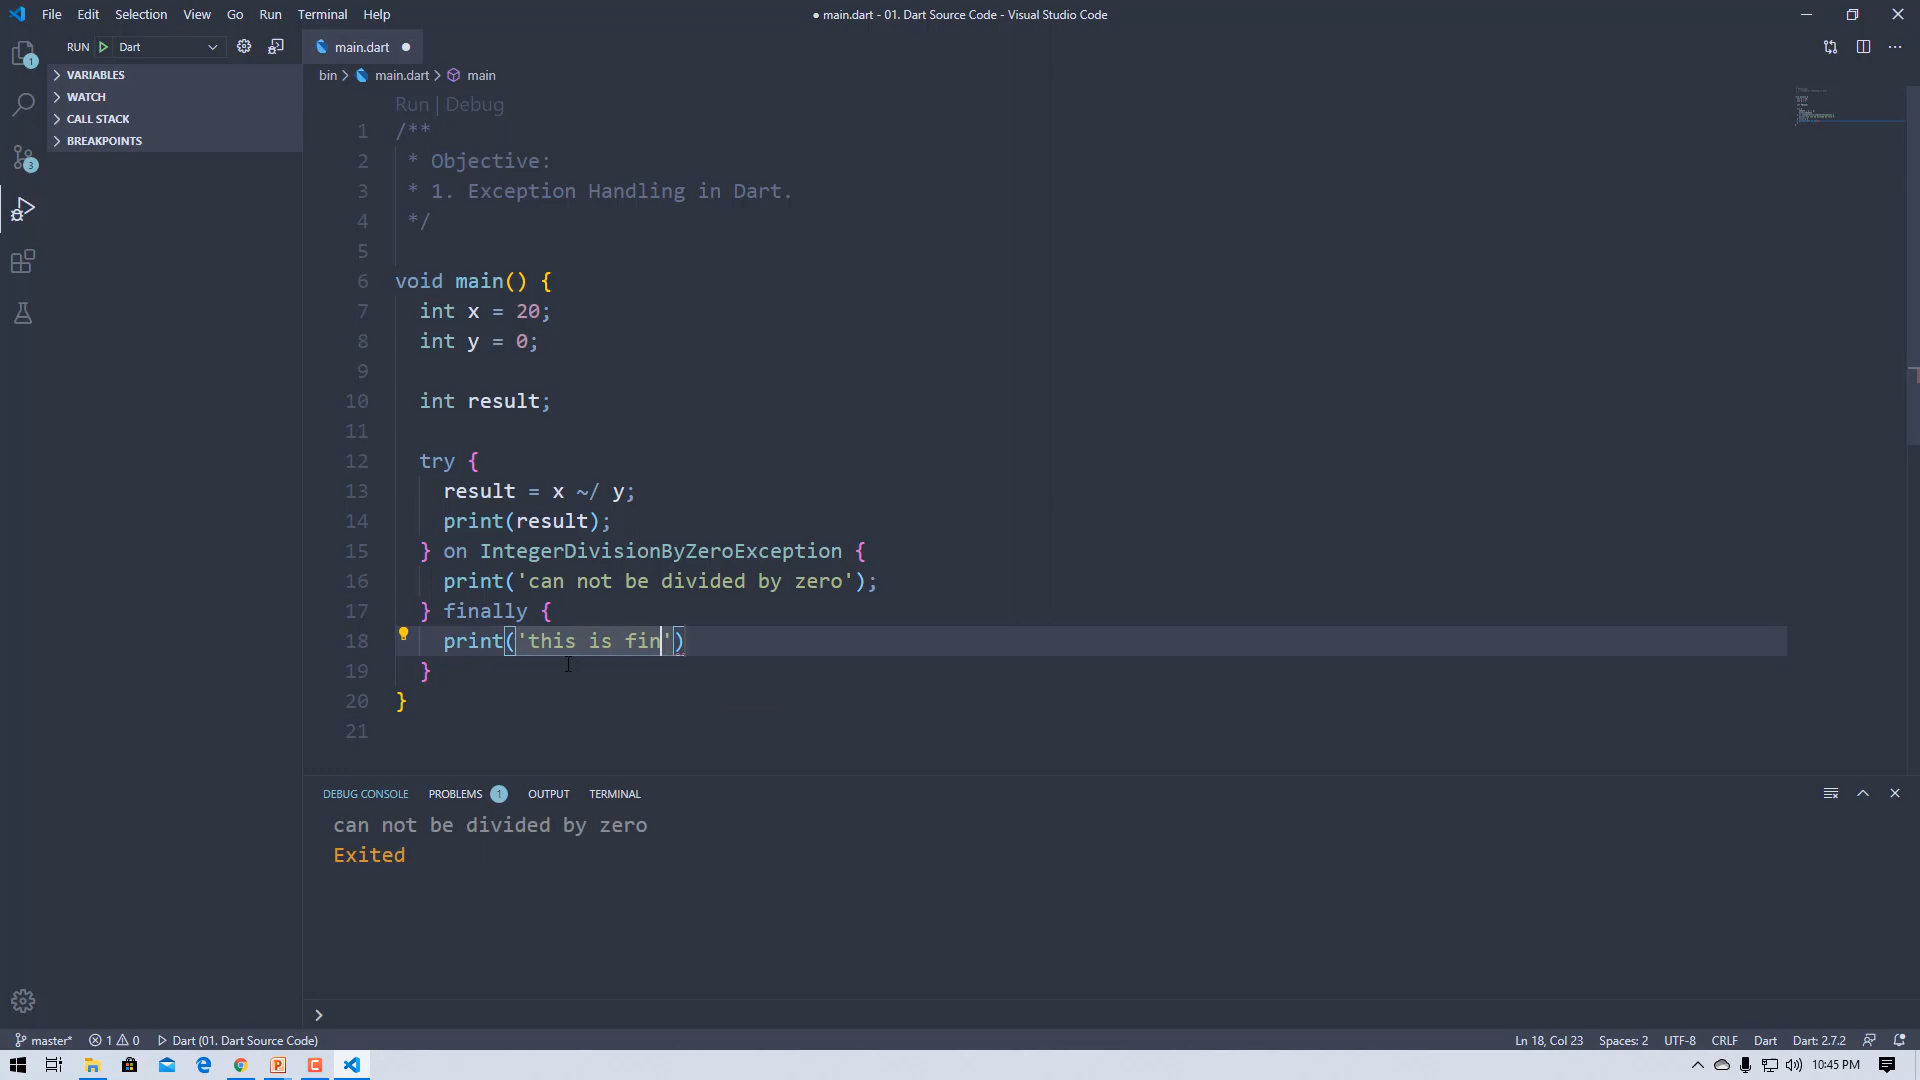 File Edit Selection View Go Run Terminal Help
● main.dart - 01. Dart Source Code - Visual Studio Code
RUN Dart
main.dart
VARIABLES
WATCH
CALL STACK
BREAKPOINTS
1
3
bin > main.dart > main
Run | Debug
1 /**
2 * Objective:
3 * 1. Exception Handling in Dart.
4 */
5
6 void main() {
7 int x = 20;
8 int y = 0;
9
10 int result;
11
12 try {
13 result = x ~/ y;
14 print(result);
15 } on IntegerDivisionByZeroException {
16 print('can not be divided by zero');
17 } finally {
18 print('this is fin')
19 }
20 }
21
DEBUG CONSOLE PROBLEMS 1 OUTPUT TERMINAL
can not be divided by zero
Exited
>
master* 1 0 Dart (01. Dart Source Code)
Ln 18, Col 23 Spaces: 2 UTF-8 CRLF Dart Dart: 2.7.2
10:45 PM